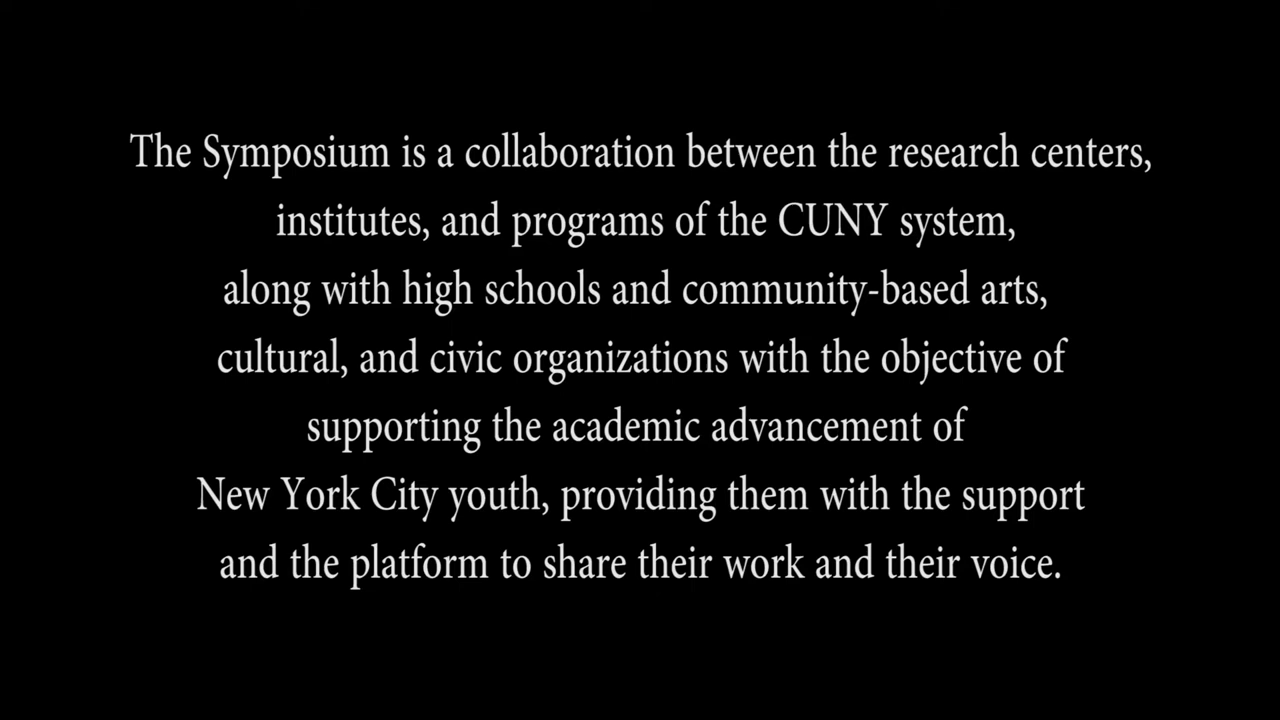 The Symposium is a collaboration between the research centers,
institutes, and programs of the CUNY system,
along with high schools and community-based arts,
cultural, and civic organizations with the objective of
supporting the academic advancement of
New York City youth, providing them with the support
and the platform to share their work and their voice.